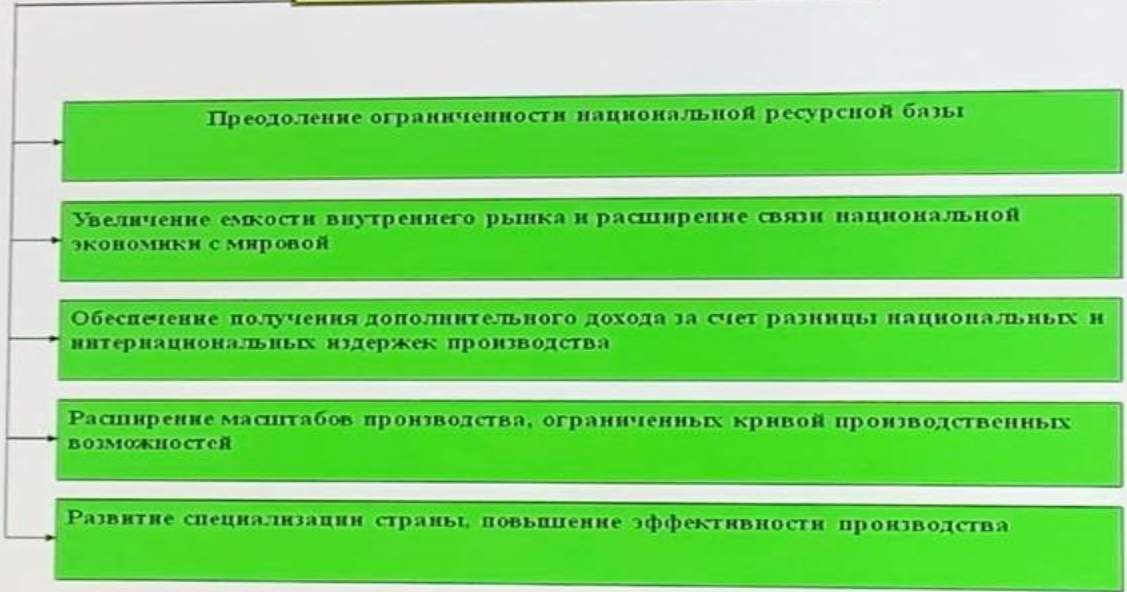 Преодоление ограниченности национальной ресурсной базы
Увеличение емкости внутреннего рынка и расширение связи национальной
экономики с мировой
Обеспечение получения дополнительного дохода за счет разницы национальных и
интернациональных издержек производства
Расширение масштабов производства, ограниченных кривой производственных
возможностей
Развитие специализации страны, повышение эффективности производства